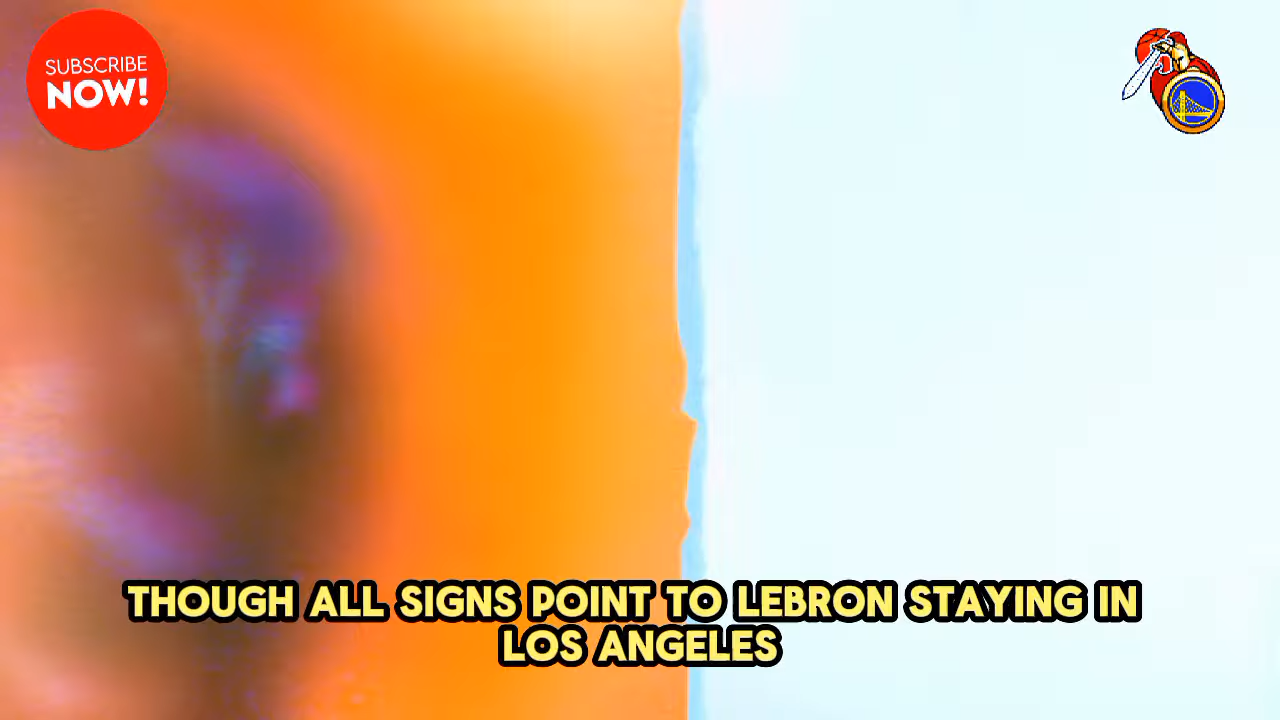 SUBSCRIBE
NOW!
THOUGH ALL SIGNS POINT TO LEBRON STAYING IN
LOS ANGELES